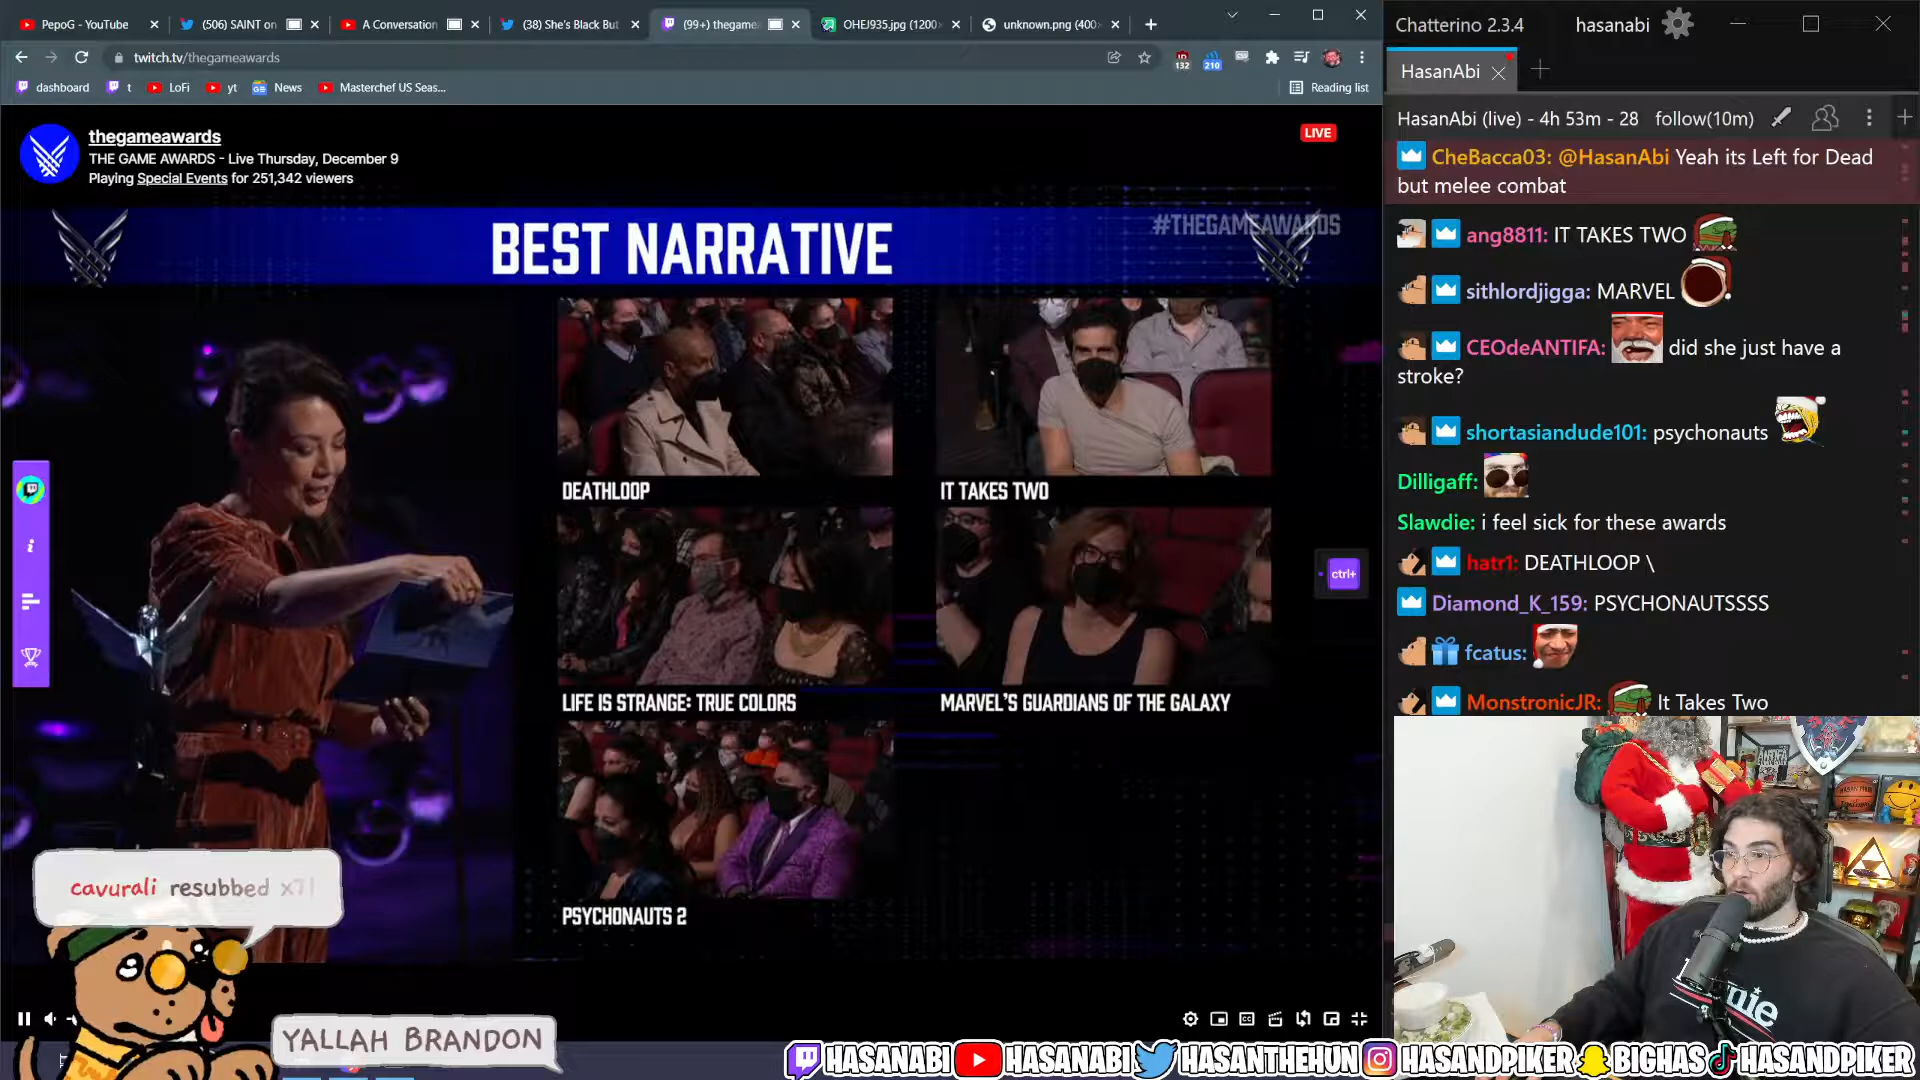 PepoG - YouTube
(506) SAINT on
A Conversation
(38) She's Black But
(99+) thegame
OHEJ935.jpg (1200×
unknown.png (400×
twitch.tv/thegameawards
132
210
dashboard
t
LoFi
yt
News
Masterchef US Seas...
Reading list
thegameawards
THE GAME AWARDS - Live Thursday, December 9
Playing Special Events for 251,342 viewers
LIVE
BEST NARRATIVE
#THEGAMEAWARDS
DEATHLOOP
IT TAKES TWO
LIFE IS STRANGE: TRUE COLORS
MARVEL'S GUARDIANS OF THE GALAXY
PSYCHONAUTS 2
ctrl+
cavurali resubbed x7!
YALLAH BRANDON
Chatterino 2.3.4
hasanabi
HasanAbi
HasanAbi (live) - 4h 53m - 28
follow(10m)
CheBacca03: @HasanAbi Yeah its Left for Dead
but melee combat
ang8811: IT TAKES TWO
sithlordjigga: MARVEL
CEOdeANTIFA: did she just have a
stroke?
shortasiandude101: psychonauts
Dilligaff:
Slawdie: i feel sick for these awards
hatr1: DEATHLOOP \
Diamond_K_159: PSYCHONAUTSSSS
fcatus:
MonstronicJR: It Takes Two
HASANABI
HASANABI
HASANTHEHUN
HASANDPIKER
BIGHAS
HASANDPIKER